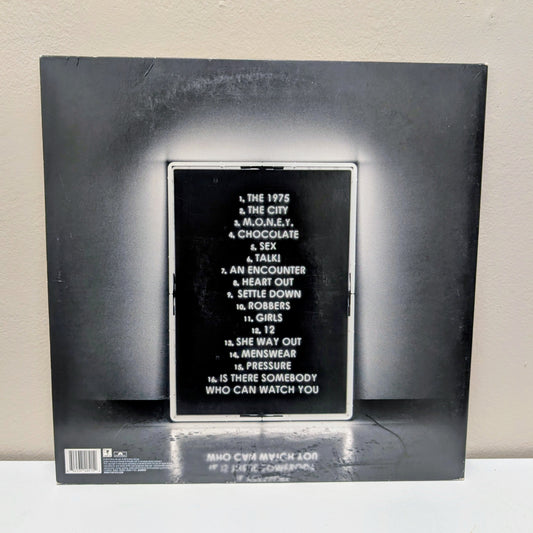 1. THE 1975
2. THE CITY
3. M.O.N.E.Y.
4. CHOCOLATE
5. SEX
6. TALK!
7. AN ENCOUNTER
8. HEART OUT
9. SETTLE DOWN
10. ROBBERS
11. GIRLS
12. 12
13. SHE WAY OUT
14. MENSWEAR
15. PRESSURE
16. IS THERE SOMEBODY
WHO CAN WATCH YOU